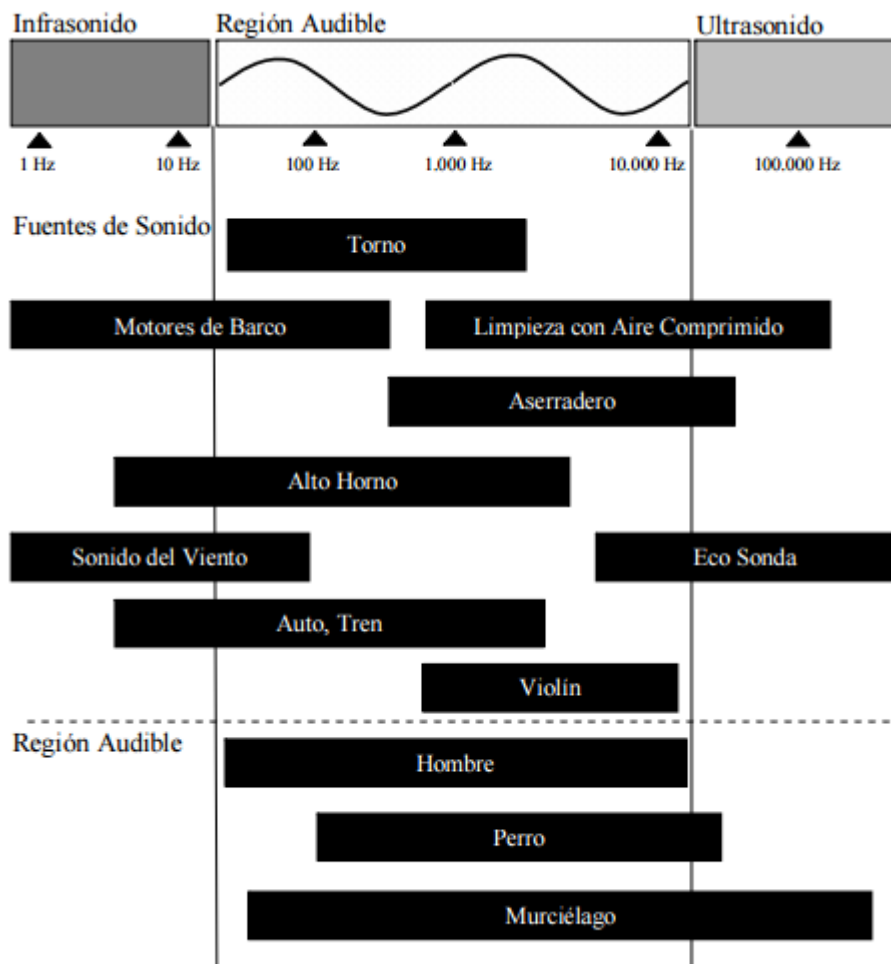 Infrasonido
Región Audible
Ultrasonido
1 Hz
10 Hz
100 Hz
1.000 Hz
10.000 Hz
100.000 Hz
Fuentes de Sonido
Torno
Motores de Barco
Limpieza con Aire Comprimido
Aserradero
Alto Horno
Sonido del Viento
Eco Sonda
Auto, Tren
Violín
Región Audible
Hombre
Perro
Murciélago